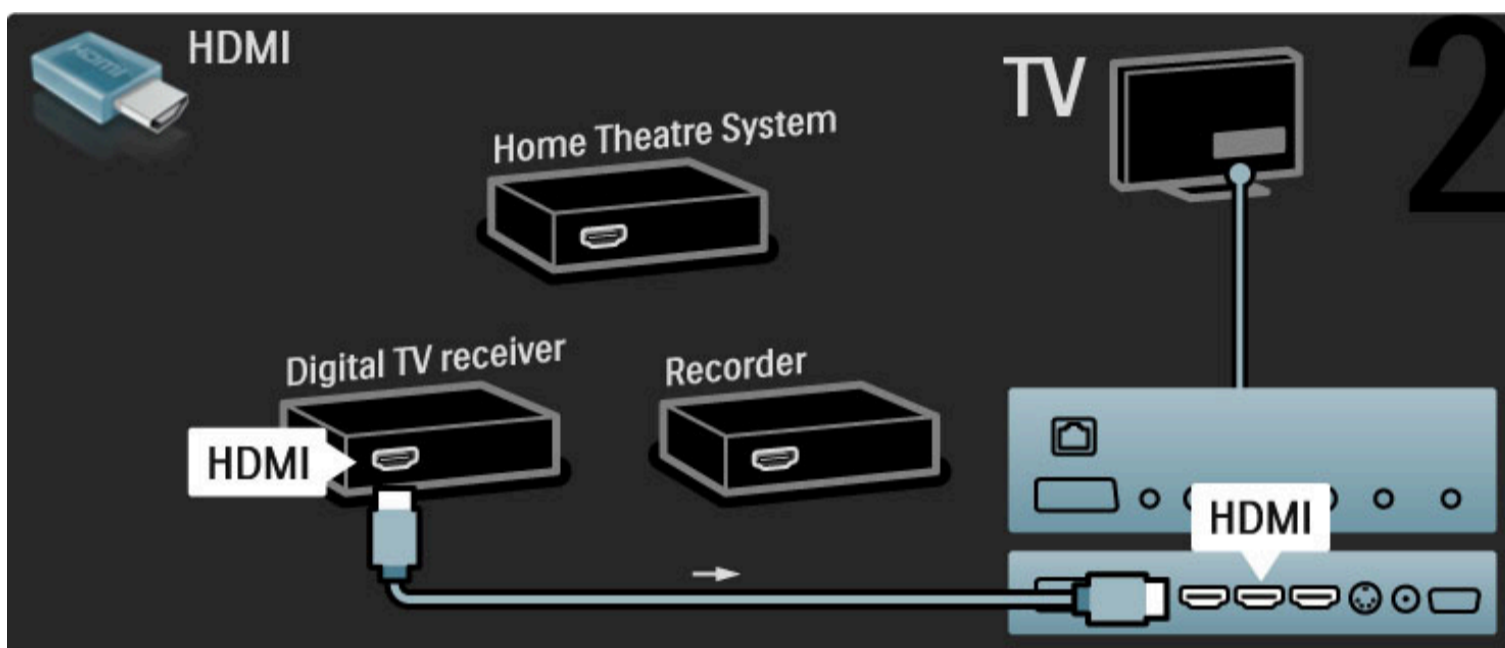 HDMI
TV
2
Home Theatre System
Digital TV receiver
Recorder
HDMI
HDMI